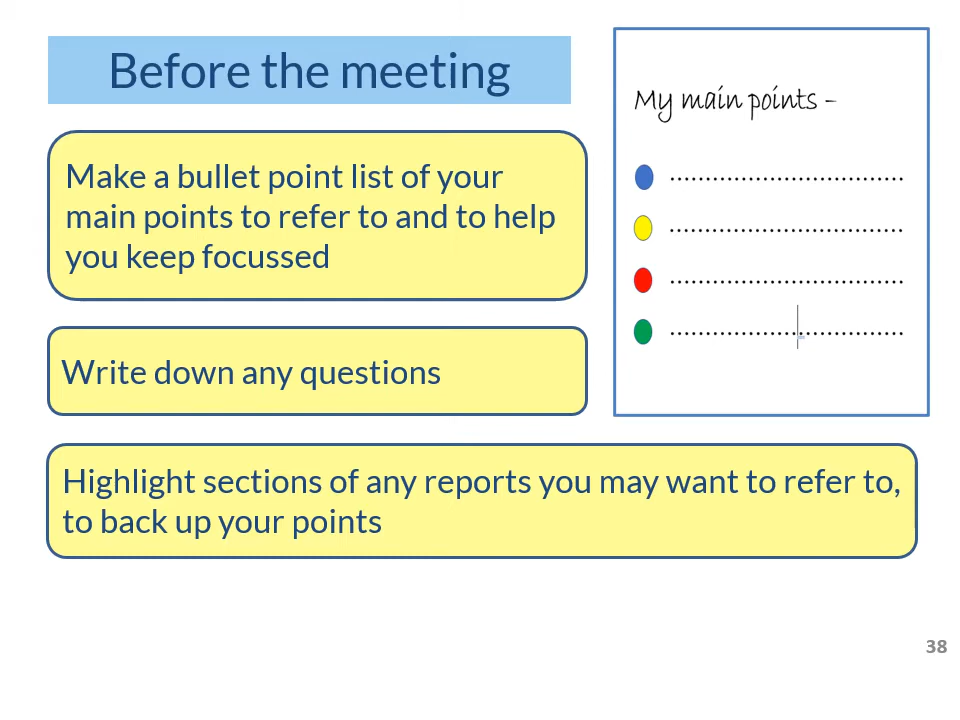 Before the meeting
Make a bullet point list of your
main points to refer to and to help
you keep focussed
Write down any questions
Highlight sections of any reports you may want to refer to,
to back up your points
My main points –
38